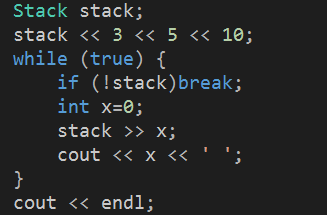 Stack stack;
stack << 3 << 5 << 10;
while (true) {
    if (!stack)break;
    int x=0;
    stack >> x;
    cout << x << ' ';
}
cout << endl;